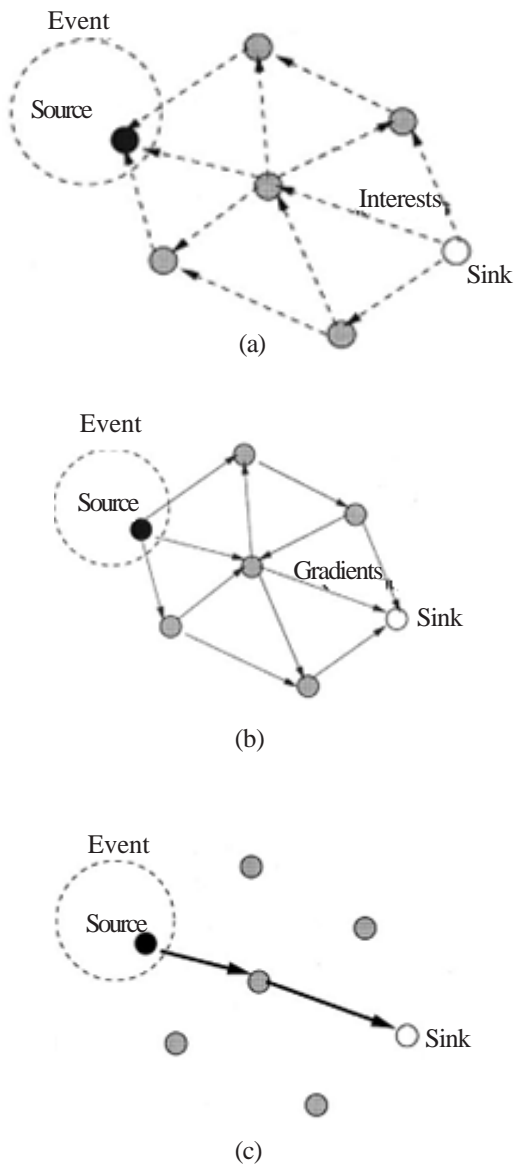 Event
Source
Interests
Sink
(a)
Event
Source
Gradients
Sink
(b)
Event
Source
Sink
(c)